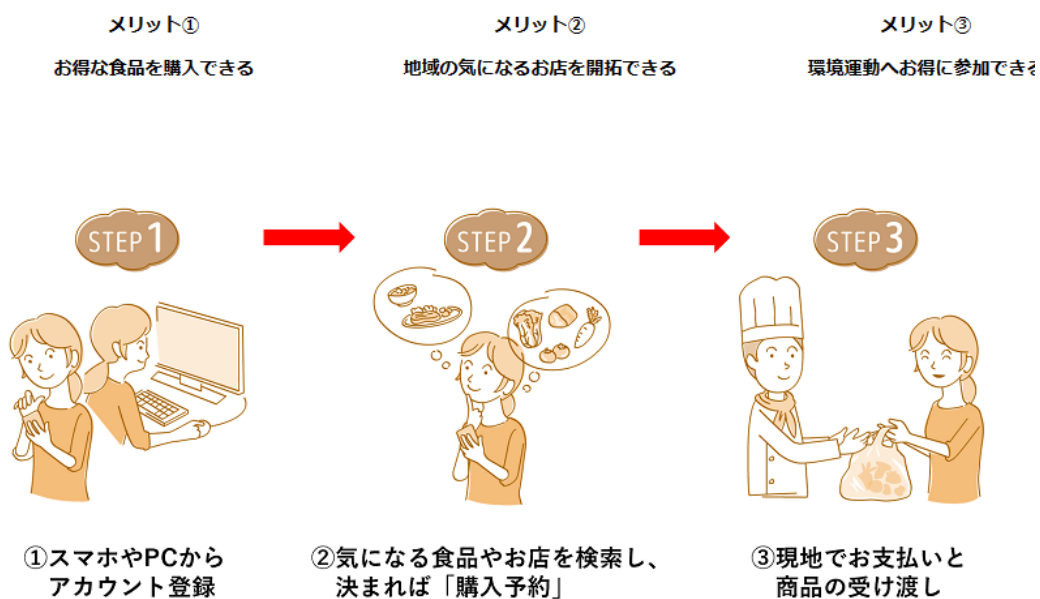 メリット①
メリット②
メリット③
お得な食品を購入できる
地域の気になるお店を開拓できる
環境運動へお得に参加できる
STEP 1
STEP 2
STEP 3
①スマホやPCから
アカウント登録
②気になる食品やお店を検索し、
決まれば「購入予約」
③現地でお支払いと
商品の受け渡し